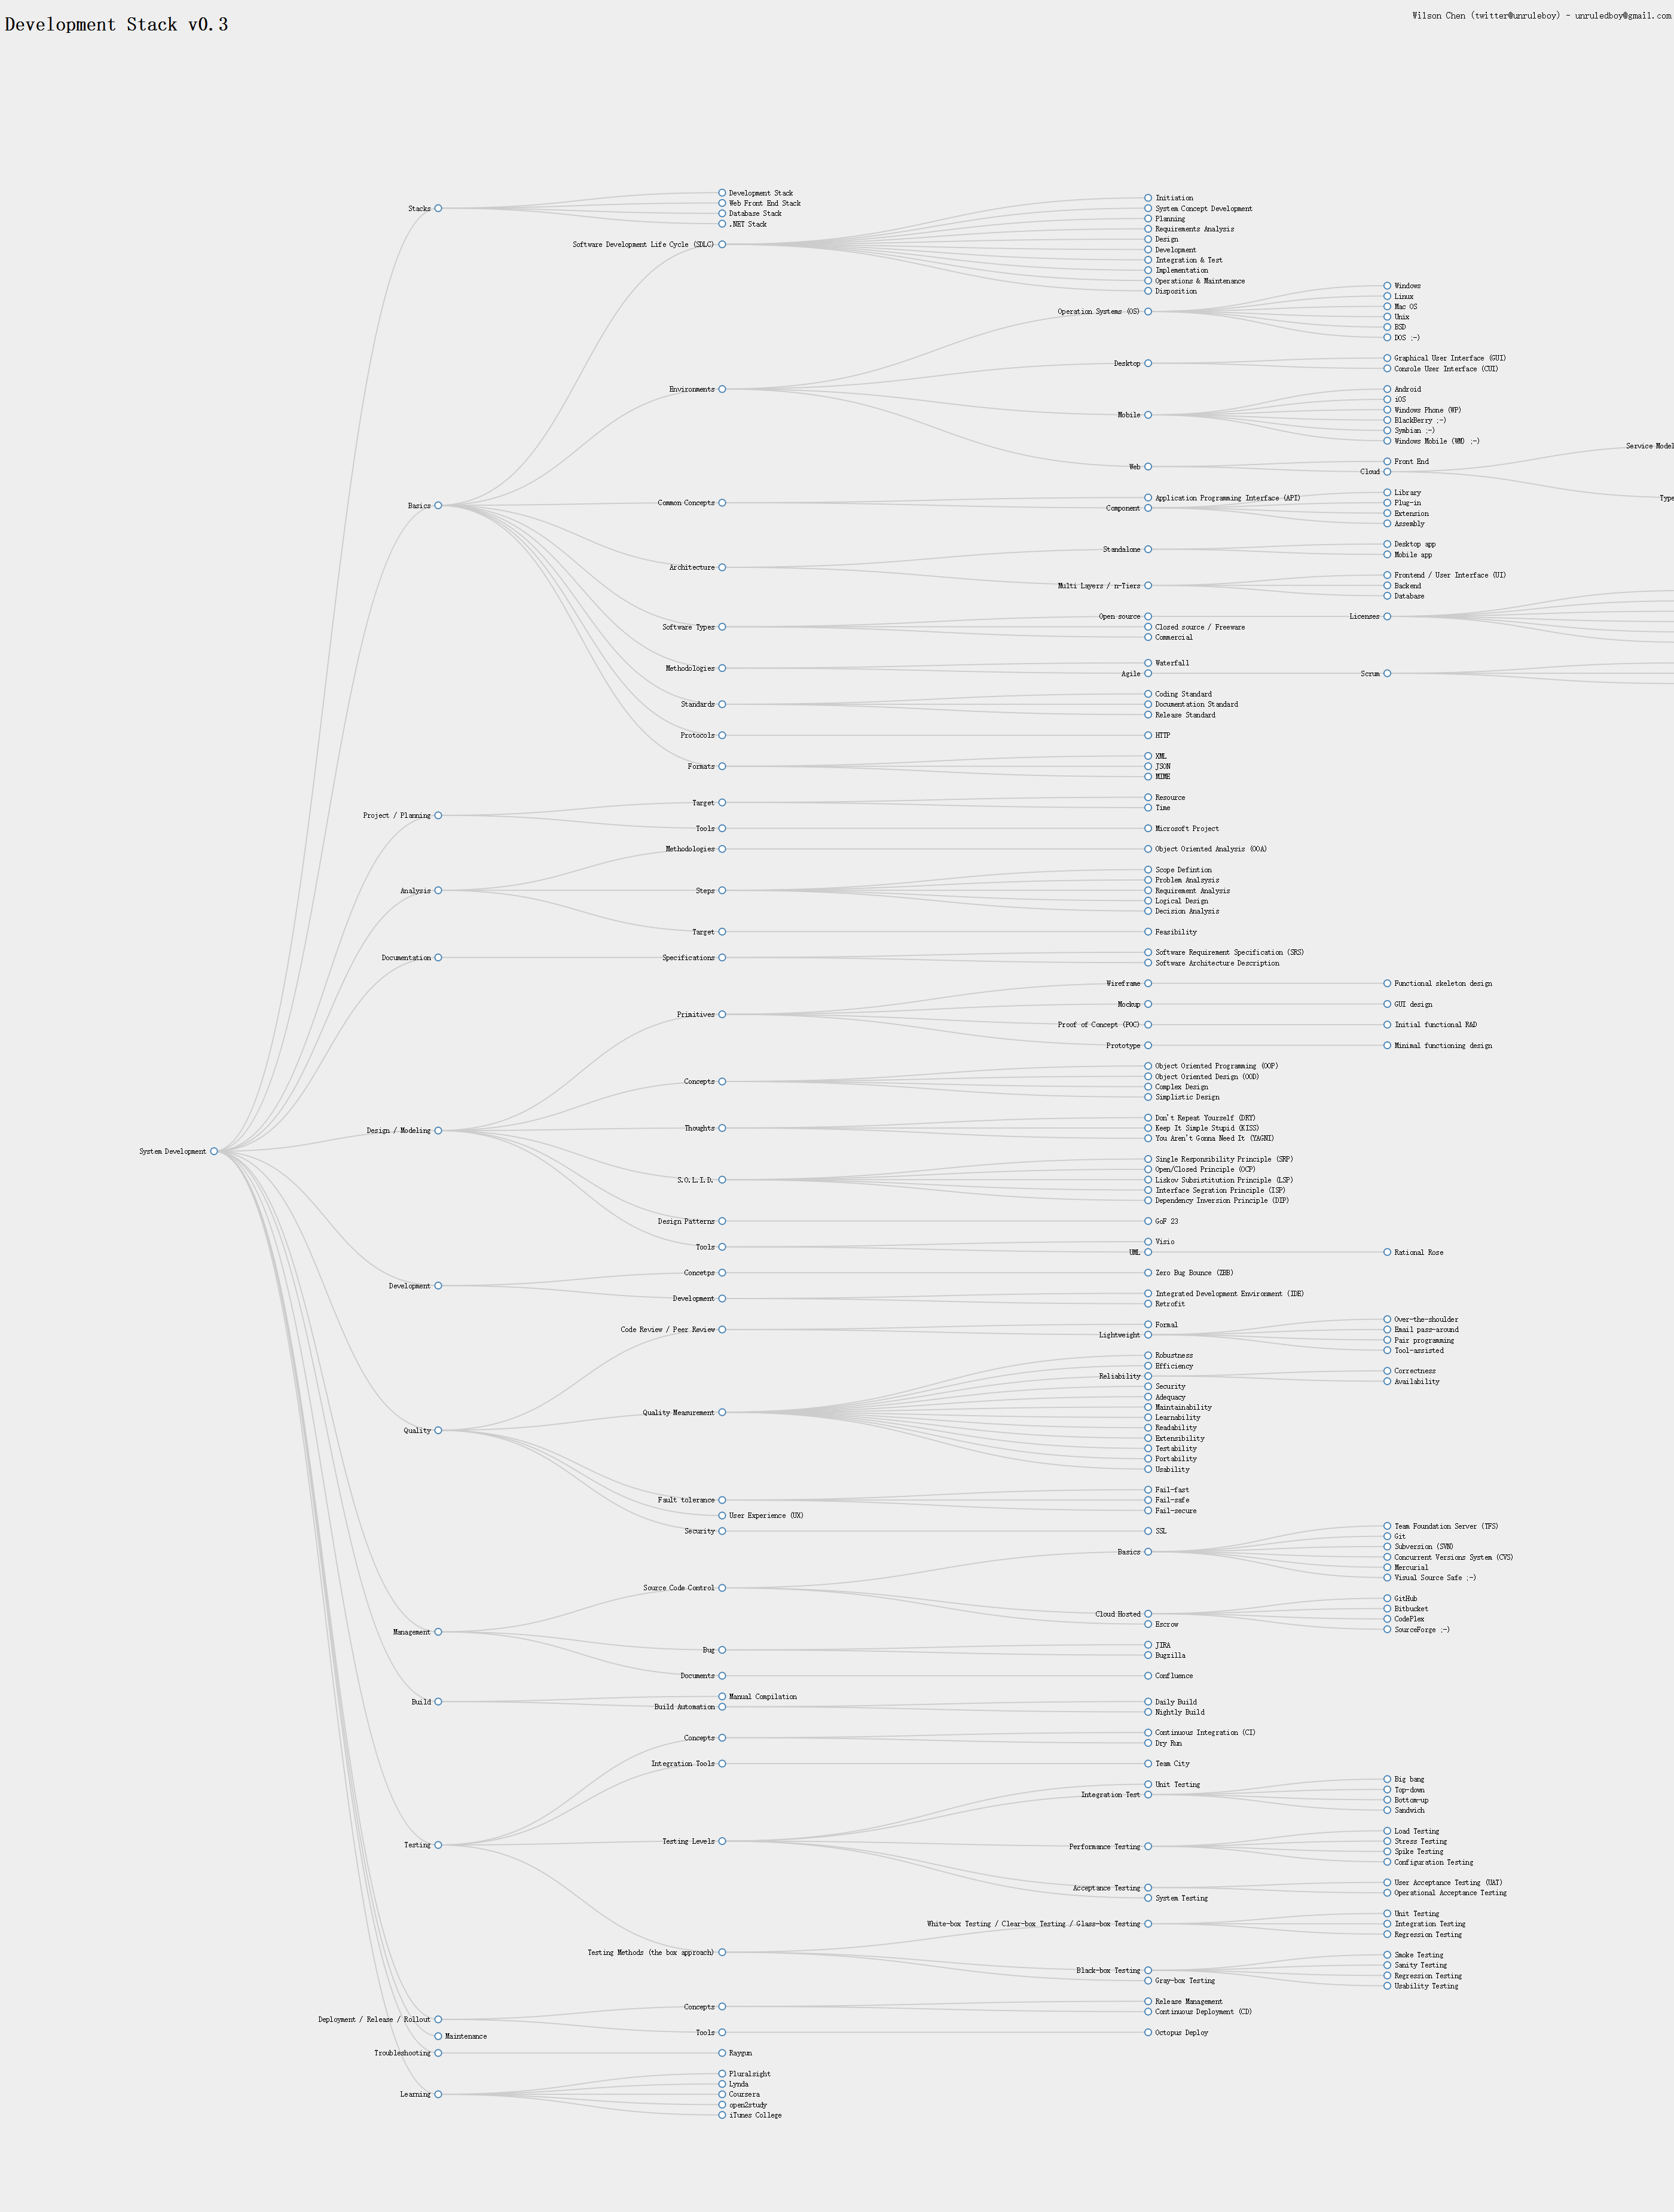 Development Stack v0.3
Wilson Chen (twitter@unruleboy) - unruledboy@gmail.com
System Development
Stacks
Development Stack
Web Front End Stack
Database Stack
.NET Stack
Basics
Software Development Life Cycle (SDLC)
Initiation
System Concept Development
Planning
Requirements Analysis
Design
Development
Integration & Test
Implementation
Operations & Maintenance
Disposition
Environments
Operation Systems (OS)
Windows
Linux
Mac OS
Unix
BSD
DOS ;-)
Desktop
Graphical User Interface (GUI)
Console User Interface (CUI)
Mobile
Android
iOS
Windows Phone (WP)
BlackBerry ;-)
Symbian ;-)
Windows Mobile (WM) ;-)
Web
Front End
Cloud
Service Model
Type
Common Concepts
Application Programming Interface (API)
Component
Library
Plug-in
Extension
Assembly
Architecture
Standalone
Desktop app
Mobile app
Multi Layers / n-Tiers
Frontend / User Interface (UI)
Backend
Database
Software Types
Open source
Licenses
Closed source / Freeware
Commercial
Methodologies
Waterfall
Agile
Scrum
Standards
Coding Standard
Documentation Standard
Release Standard
Protocols
HTTP
Formats
XML
JSON
MIME
Project / Planning
Target
Resource
Time
Tools
Microsoft Project
Analysis
Methodologies
Object Oriented Analysis (OOA)
Steps
Scope Defintion
Problem Analsysis
Requirement Analysis
Logical Design
Decision Analysis
Target
Feasibility
Documentation
Specifications
Software Requirement Specification (SRS)
Software Architecture Description
Design / Modeling
Primitives
Wireframe
Functional skeleton design
Mockup
GUI design
Proof of Concept (POC)
Initial functional R&D
Prototype
Minimal functioning design
Concepts
Object Oriented Programming (OOP)
Object Oriented Design (OOD)
Complex Design
Simplistic Design
Thoughts
Don't Repeat Yourself (DRY)
Keep It Simple Stupid (KISS)
You Aren't Gonna Need It (YAGNI)
S.O.L.I.D.
Single Responsibility Principle (SRP)
Open/Closed Principle (OCP)
Liskov Subsistitution Principle (LSP)
Interface Segration Principle (ISP)
Dependency Inversion Principle (DIP)
Design Patterns
GoF 23
Tools
Visio
UML
Rational Rose
Development
Concetps
Zero Bug Bounce (ZBB)
Development
Integrated Development Environment (IDE)
Retrofit
Quality
Code Review / Peer Review
Formal
Lightweight
Over-the-shoulder
Email pass-around
Pair programming
Tool-assisted
Quality Measurement
Robustness
Efficiency
Reliability
Correctness
Availability
Security
Adequacy
Maintainability
Learnability
Readability
Extensibility
Testability
Portability
Usability
Fault tolerance
Fail-fast
Fail-safe
Fail-secure
User Experience (UX)
Security
SSL
Management
Source Code Control
Basics
Team Foundation Server (TFS)
Git
Subversion (SVN)
Concurrent Versions System (CVS)
Mercurial
Visual Source Safe ;-)
Cloud Hosted
GitHub
Bitbucket
CodePlex
SourceForge ;-)
Escrow
Bug
JIRA
Bugzilla
Documents
Confluence
Build
Manual Compilation
Build Automation
Daily Build
Nightly Build
Testing
Concepts
Continuous Integration (CI)
Dry Run
Integration Tools
Team City
Testing Levels
Unit Testing
Integration Test
Big bang
Top-down
Bottom-up
Sandwich
Performance Testing
Load Testing
Stress Testing
Spike Testing
Configuration Testing
Acceptance Testing
User Acceptance Testing (UAT)
Operational Acceptance Testing
System Testing
Testing Methods (the box approach)
White-box Testing / Clear-box Testing / Glass-box Testing
Unit Testing
Integration Testing
Regression Testing
Black-box Testing
Smoke Testing
Sanity Testing
Regression Testing
Usability Testing
Gray-box Testing
Deployment / Release / Rollout
Concepts
Release Management
Continuous Deployment (CD)
Tools
Octopus Deploy
Maintenance
Troubleshooting
Raygun
Learning
Pluralsight
Lynda
Coursera
open2study
iTunes College